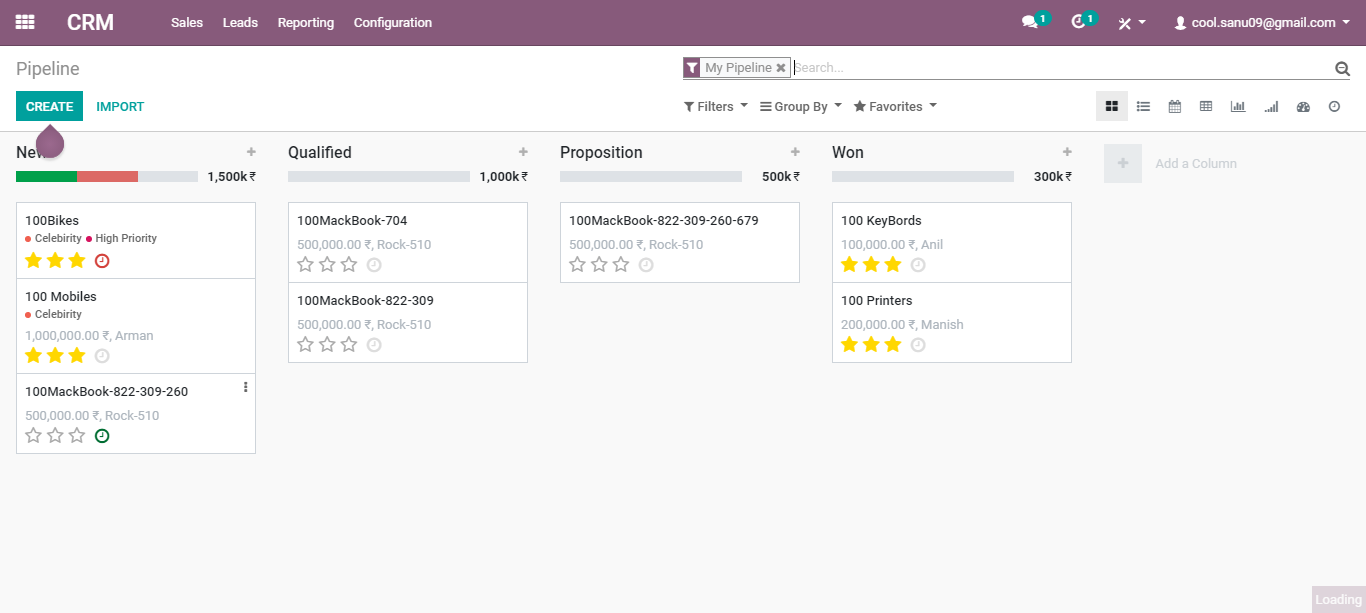 CRM Sales Leads Reporting Configuration 1 1 cool.sanu09@gmail.com
Pipeline
My Pipeline Search...
CREATE IMPORT
Filters Group By Favorites
New
1,500k ₹
100Bikes
Celebirity High Priority
100 Mobiles
Celebirity
1,000,000.00 ₹, Arman
100MackBook-822-309-260
500,000.00 ₹, Rock-510
Qualified
1,000k ₹
100MackBook-704
500,000.00 ₹, Rock-510
100MackBook-822-309
500,000.00 ₹, Rock-510
Proposition
500k ₹
100MackBook-822-309-260-679
500,000.00 ₹, Rock-510
Won
300k ₹
100 KeyBords
100,000.00 ₹, Anil
100 Printers
200,000.00 ₹, Manish
Add a Column
Loading